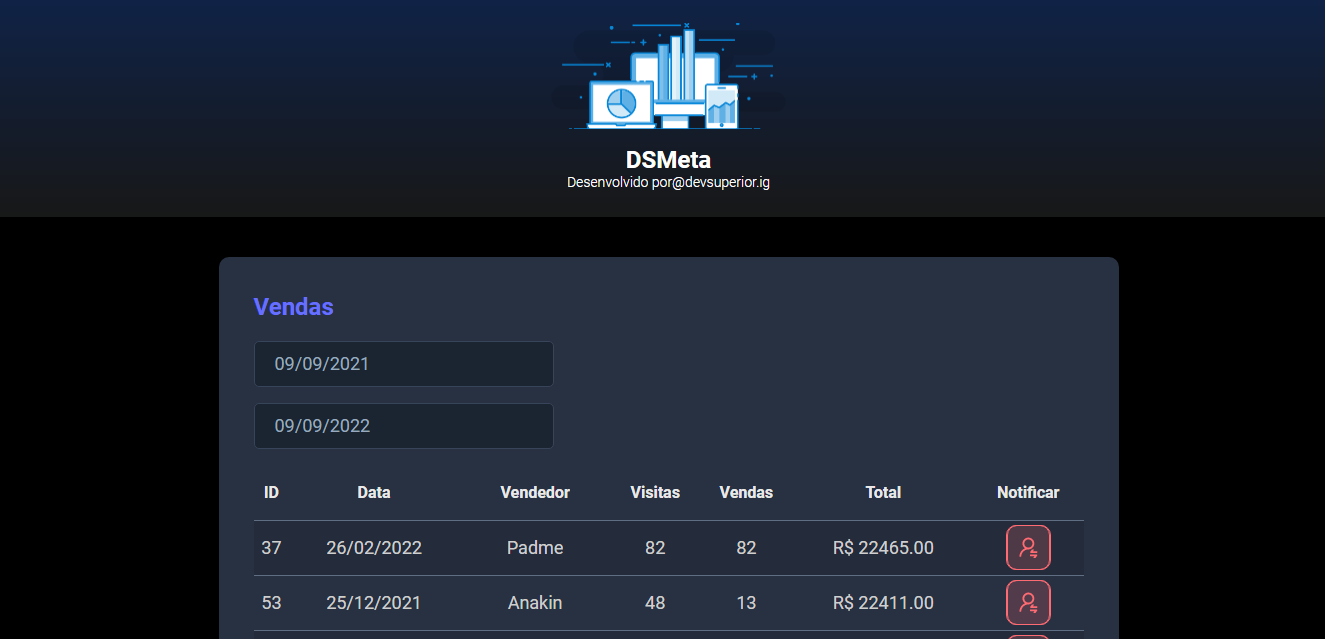 DSMeta
Desenvolvido por@devsuperior.ig
Vendas
09/09/2021
09/09/2022
ID Data Vendedor Visitas Vendas Total Notificar
37 26/02/2022 Padme 82 82 R$ 22465.00
53 25/12/2021 Anakin 48 13 R$ 22411.00